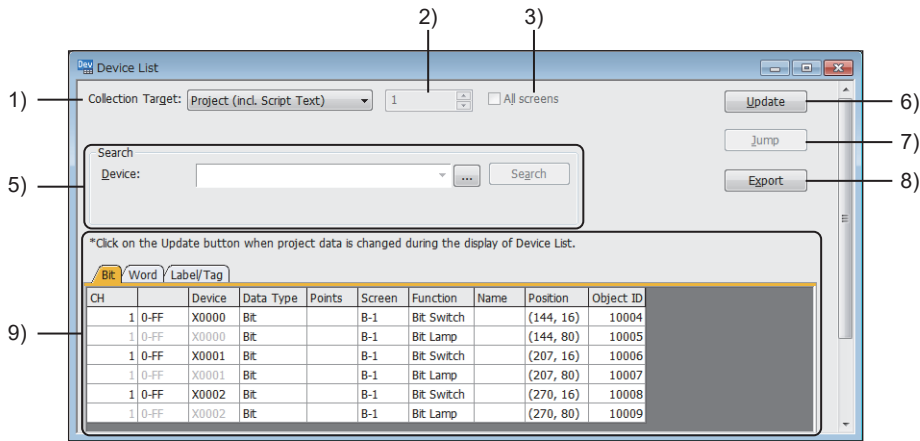 2)
3)
Dev
Device List
1)
Collection Target:
Project (incl. Script Text)
1
All screens
Update
6)
Jump
7)
Search
5)
Device:
...
Search
Export
8)
*Click on the Update button when project data is changed during the display of Device List.
Bit Word Label/Tag
CH Device Data Type Points Screen Function Name Position Object ID
1 0-FF X0000 Bit B-1 Bit Switch (144, 16) 10004
1 0-FF X0000 Bit B-1 Bit Lamp (144, 80) 10005
9)
1 0-FF X0001 Bit B-1 Bit Switch (207, 16) 10006
1 0-FF X0001 Bit B-1 Bit Lamp (207, 80) 10007
1 0-FF X0002 Bit B-1 Bit Switch (270, 16) 10008
1 0-FF X0002 Bit B-1 Bit Lamp (270, 80) 10009